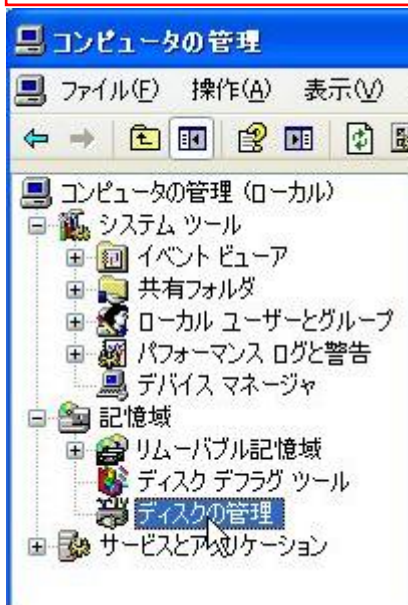 コンピュータの管理
ファイル(F) 操作(A) 表示(V)
コンピュータの管理 (ローカル)
システム ツール
イベント ビューア
共有フォルダ
ローカル ユーザーとグループ
パフォーマンス ログと警告
デバイス マネージャ
記憶域
リムーバブル記憶域
ディスク デフラグ ツール
ディスクの管理
サービスとアプリケーション